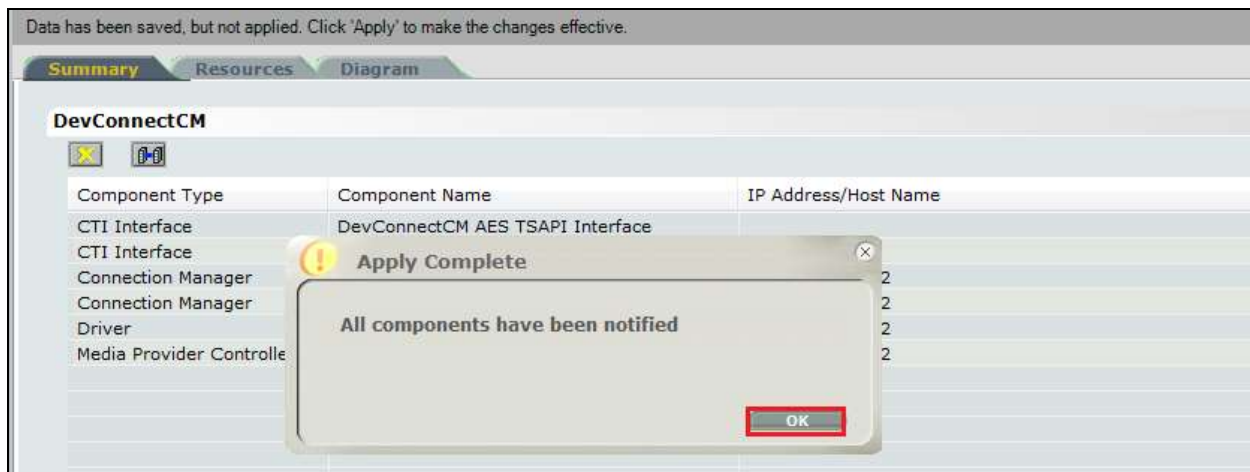 Data has been saved, but not applied. Click 'Apply' to make the changes effective.
Summary Resources Diagram
DevConnectCM
Component Type Component Name IP Address/Host Name
CTI Interface DevConnectCM AES TSAPI Interface
CTI Interface
Apply Complete
Connection Manager 2
Connection Manager 2
All components have been notified
Driver 2
Media Provider Controlle 2
OK